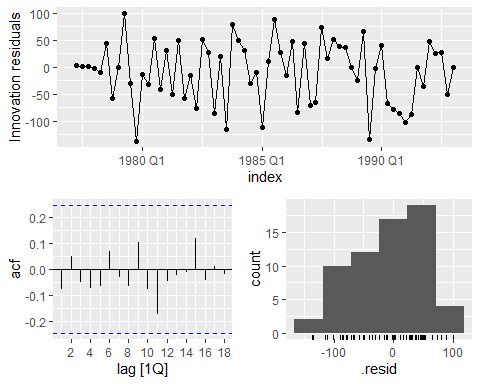 Innovation residuals
100
50
0
-50
-100
1980 Q1
1985 Q1
1990 Q1
index
acf
0.2
0.1
0.0
-0.1
-0.2
2 4 6 8 10 12 14 16 18
lag [1Q]
count
15
10
5
0
-100
0
100
.resid